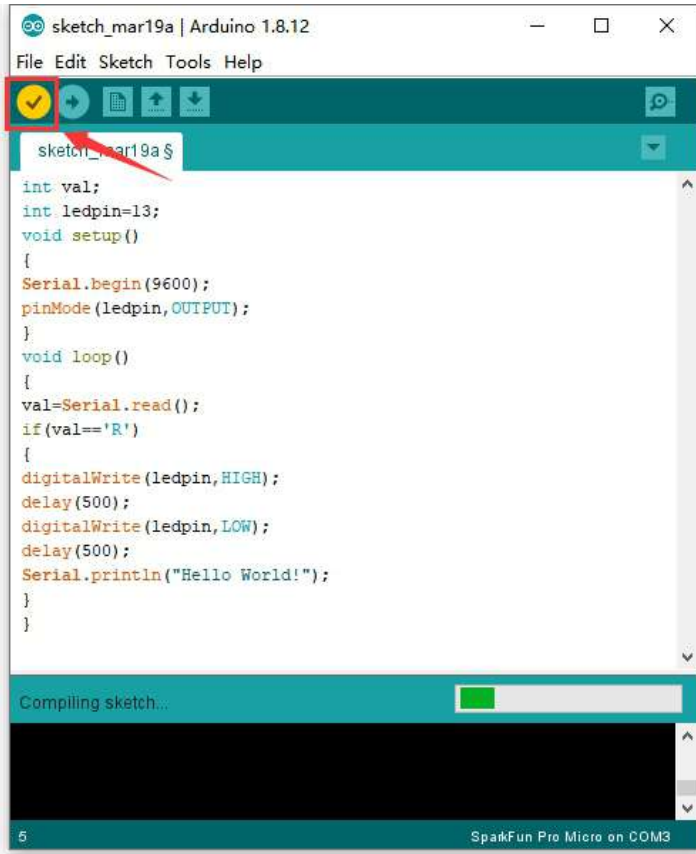 sketch_mar19a | Arduino 1.8.12
File Edit Sketch Tools Help
sketch_mar19a §
int val;
int ledpin=13;
void setup()
{
Serial.begin(9600);
pinMode(ledpin,OUTPUT);
}
void loop()
{
val=Serial.read();
if(val=='R')
{
digitalWrite(ledpin,HIGH);
delay(500);
digitalWrite(ledpin,LOW);
delay(500);
Serial.println("Hello World!");
}
}
Compiling sketch...
5 SparkFun Pro Micro on COM3